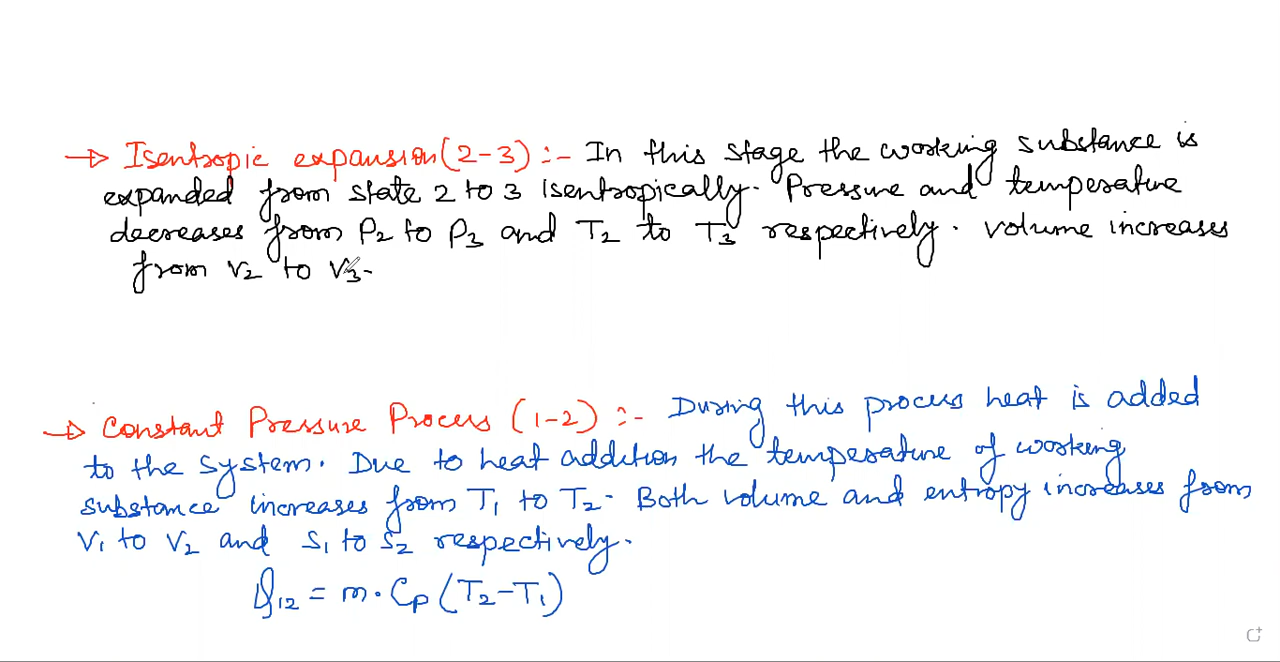 → Isentropic expansion (2-3) :- In this stage the working substance is
expanded from state 2 to 3 Isentropically. Pressure and temperature
decreases from P₂ to P₃ and T₂ to T₃ respectively. Volume increases
from V₂ to V₃.
→ Constant Pressure Process (1-2) :- During this process heat is added
to the system. Due to heat addition the temperature of working
substance increases from T₁ to T₂. Both volume and entropy increases from
V₁ to V₂ and S₁ to S₂ respectively.
Q₁₂ = m. Cp (T₂-T₁)